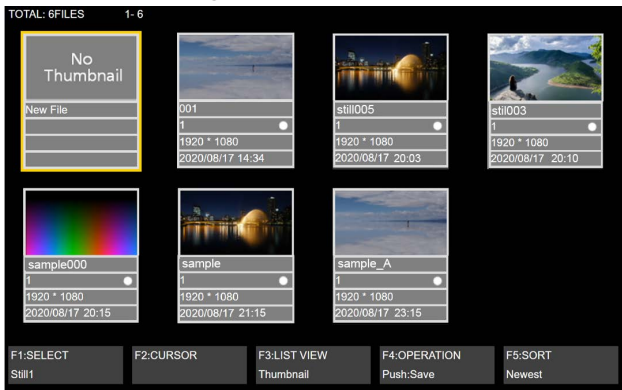 TOTAL: 6FILES 1- 6
No
Thumbnail
New File
001
1
1920 * 1080
2020/08/17 14:34
still005
1
1920 * 1080
2020/08/17 20:03
stil003
1
1920 * 1080
2020/08/17 20:10
sample000
1
1920 * 1080
2020/08/17 20:15
sample
1
1920 * 1080
2020/08/17 21:15
sample_A
1
1920 * 1080
2020/08/17 23:15
F1:SELECT
Still1
F2:CURSOR
F3:LIST VIEW
Thumbnail
F4:OPERATION
Push:Save
F5:SORT
Newest